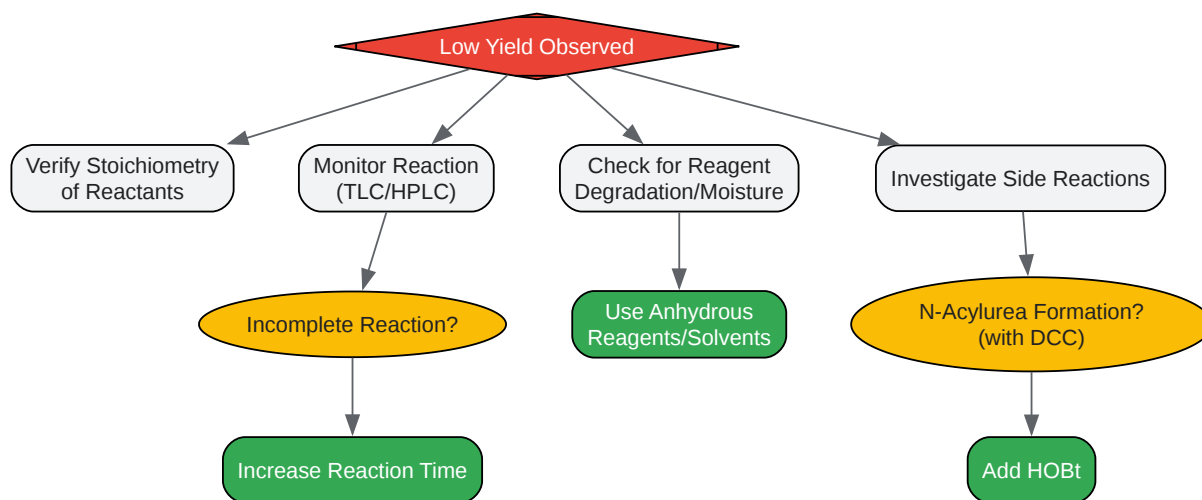 Low Yield Observed
Verify Stoichiometry
of Reactants
Monitor Reaction
(TLC/HPLC)
Check for Reagent
Degradation/Moisture
Investigate Side Reactions
Incomplete Reaction?
Use Anhydrous
Reagents/Solvents
N-Acylurea Formation?
(with DCC)
Increase Reaction Time
Add HOBt